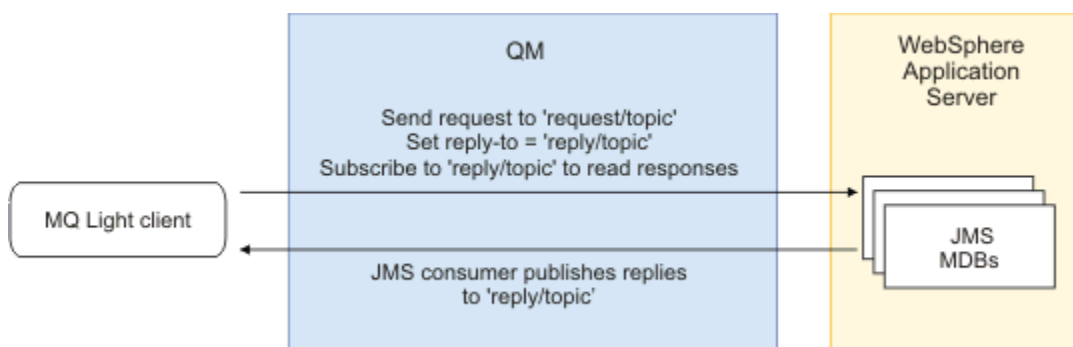 QM
WebSphere
Application
Server
Send request to 'request/topic'
Set reply-to = 'reply/topic'
Subscribe to 'reply/topic' to read responses
MQ Light client
JMS
MDBs
JMS consumer publishes replies
to 'reply/topic'